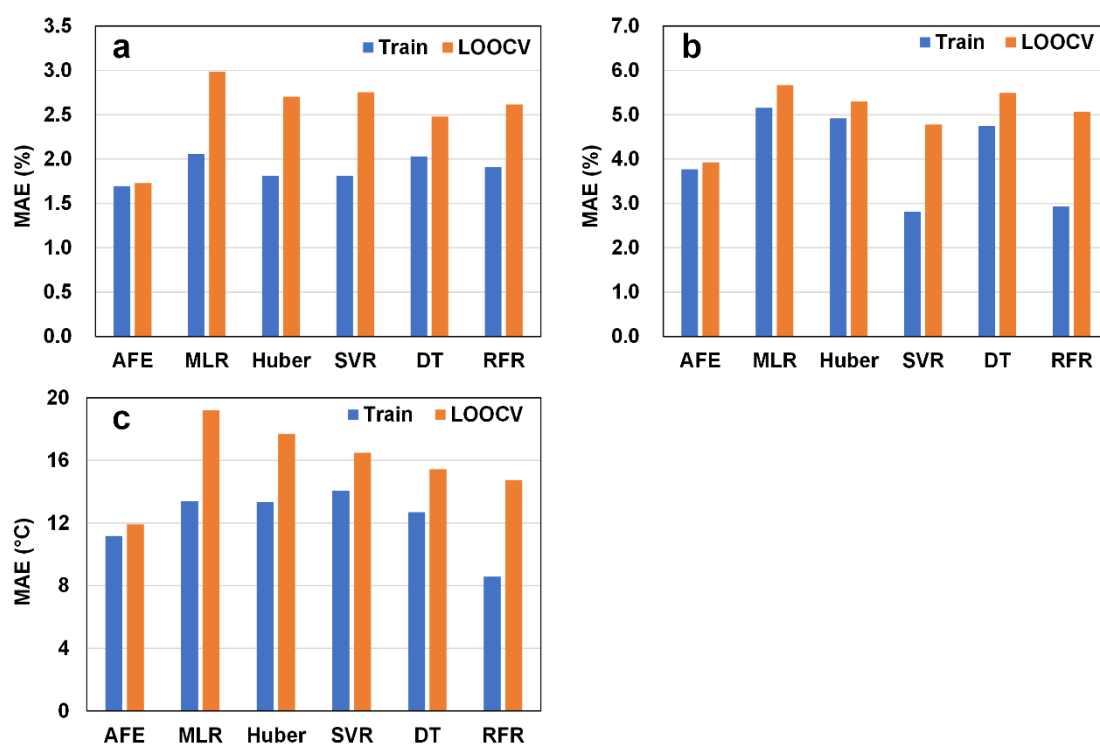 a
Train LOOCV
MAE (%)
3.5
3.0
2.5
2.0
1.5
1.0
0.5
0.0
AFE MLR Huber SVR DT RFR
b
Train LOOCV
MAE (%)
7.0
6.0
5.0
4.0
3.0
2.0
1.0
0.0
AFE MLR Huber SVR DT RFR
c
Train LOOCV
MAE (°C)
20
16
12
8
4
0
AFE MLR Huber SVR DT RFR